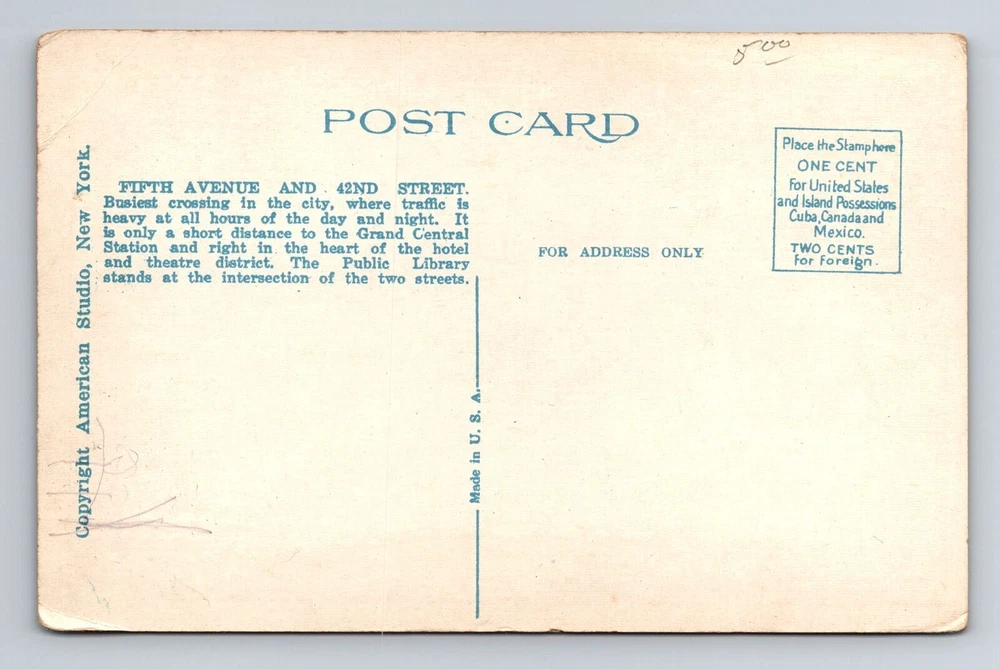 5 00
POST CARD
Place the Stamp here
ONE CENT
For United States
and Island Possessions
Cuba, Canada and
Mexico.
TWO CENTS
for Foreign.
FIFTH AVENUE AND 42ND STREET.
Busiest crossing in the city, where traffic is
heavy at all hours of the day and night. It
is only a short distance to the Grand Central
Station and right in the heart of the hotel
and theatre district. The Public Library
stands at the intersection of the two streets.
FOR ADDRESS ONLY
Copyright American Studio, New York.
Made in U. S. A.